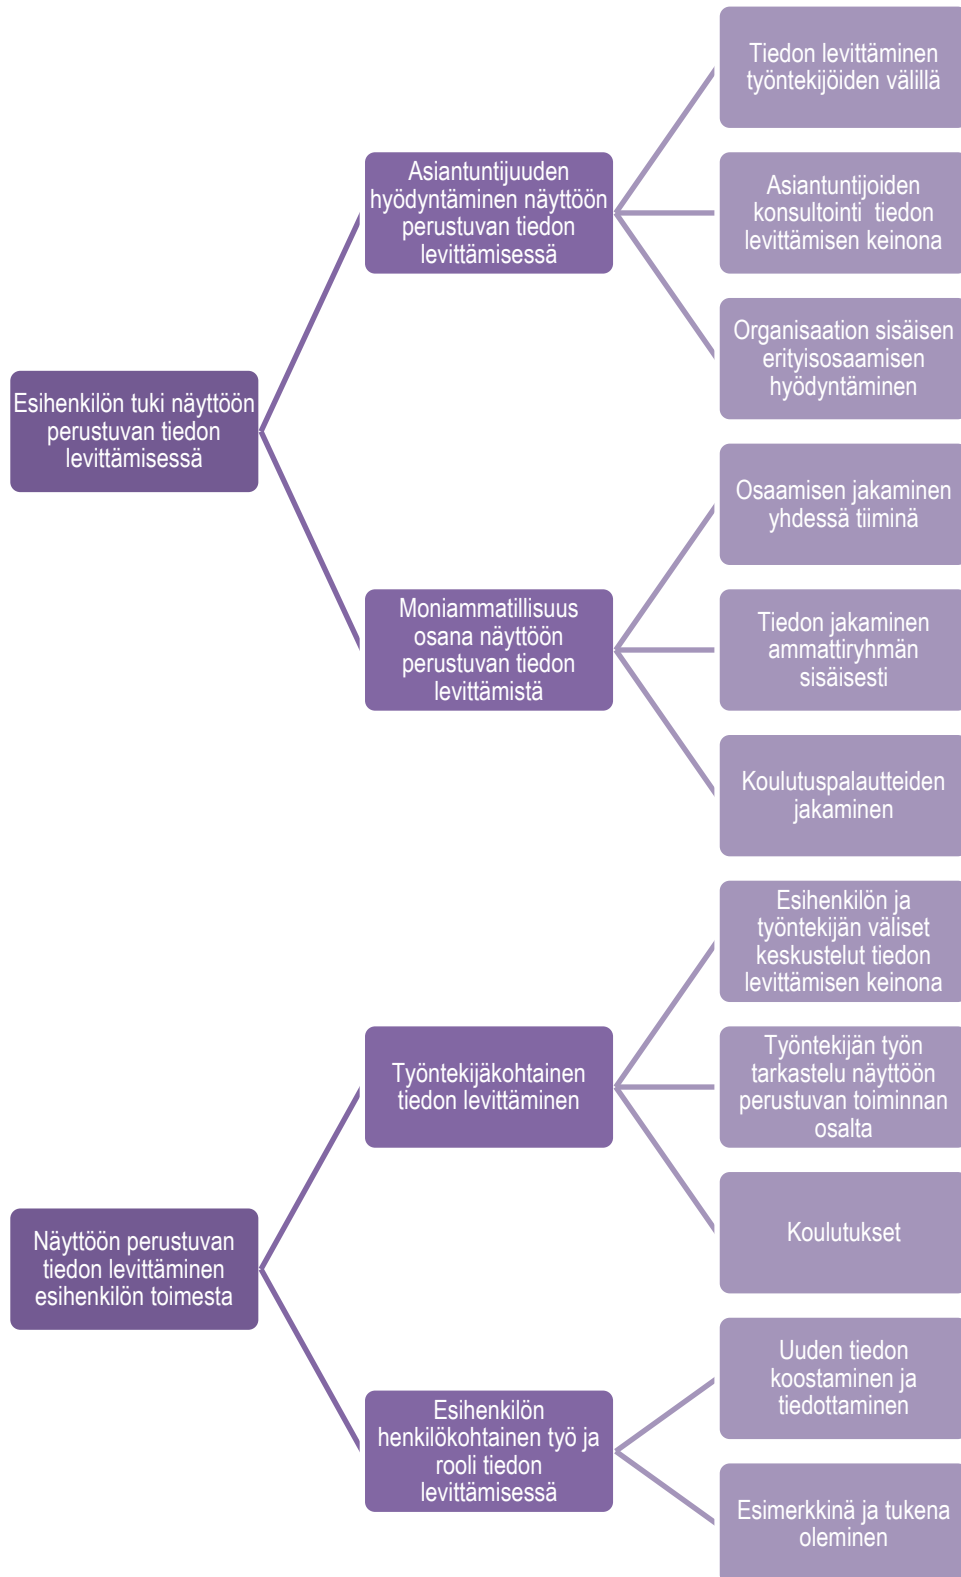 Esihenkilön tuki näyttöön
perustuvan tiedon
levittämisessä
Asiantuntijuuden
hyödyntäminen näyttöön
perustuvan tiedon
levittämisessä
Tiedon levittäminen
työntekijöiden välillä
Asiantuntijoiden
konsultointi tiedon
levittämisen keinona
Organisaation sisäisen
erityisosaamisen
hyödyntäminen
Moniammatillisuus
osana näyttöön
perustuvan tiedon
levittämistä
Osaamisen jakaminen
yhdessä tiiminä
Tiedon jakaminen
ammattiryhmän
sisäisesti
Koulutuspalautteiden
jakaminen
Näyttöön perustuvan
tiedon levittäminen
esihenkilön toimesta
Työntekijäkohtainen
tiedon levittäminen
Esihenkilön ja
työntekijän väliset
keskustelut tiedon
levittämisen keinona
Työntekijän työn
tarkastelu näyttöön
perustuvan toiminnan
osalta
Koulutukset
Esihenkilön
henkilökohtainen työ ja
rooli tiedon
levittämisessä
Uuden tiedon
koostaminen ja
tiedottaminen
Esimerkkinä ja tukena
oleminen